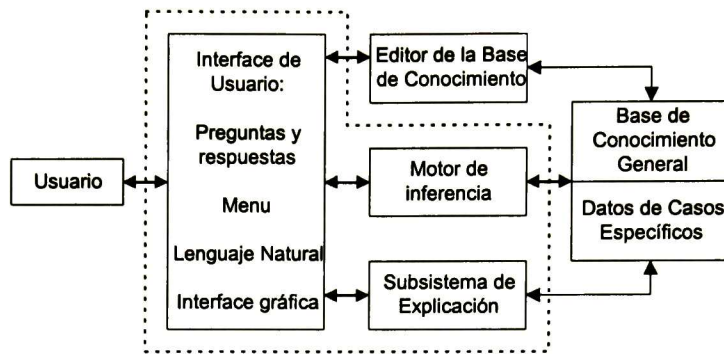 Usuario
Interface de
Usuario:
Preguntas y
respuestas
Menu
Lenguaje Natural
Interface gráfica
Editor de la Base
de Conocimiento
Motor de
inferencia
Subsistema de
Explicación
Base de
Conocimiento
General
Datos de Casos
Específicos